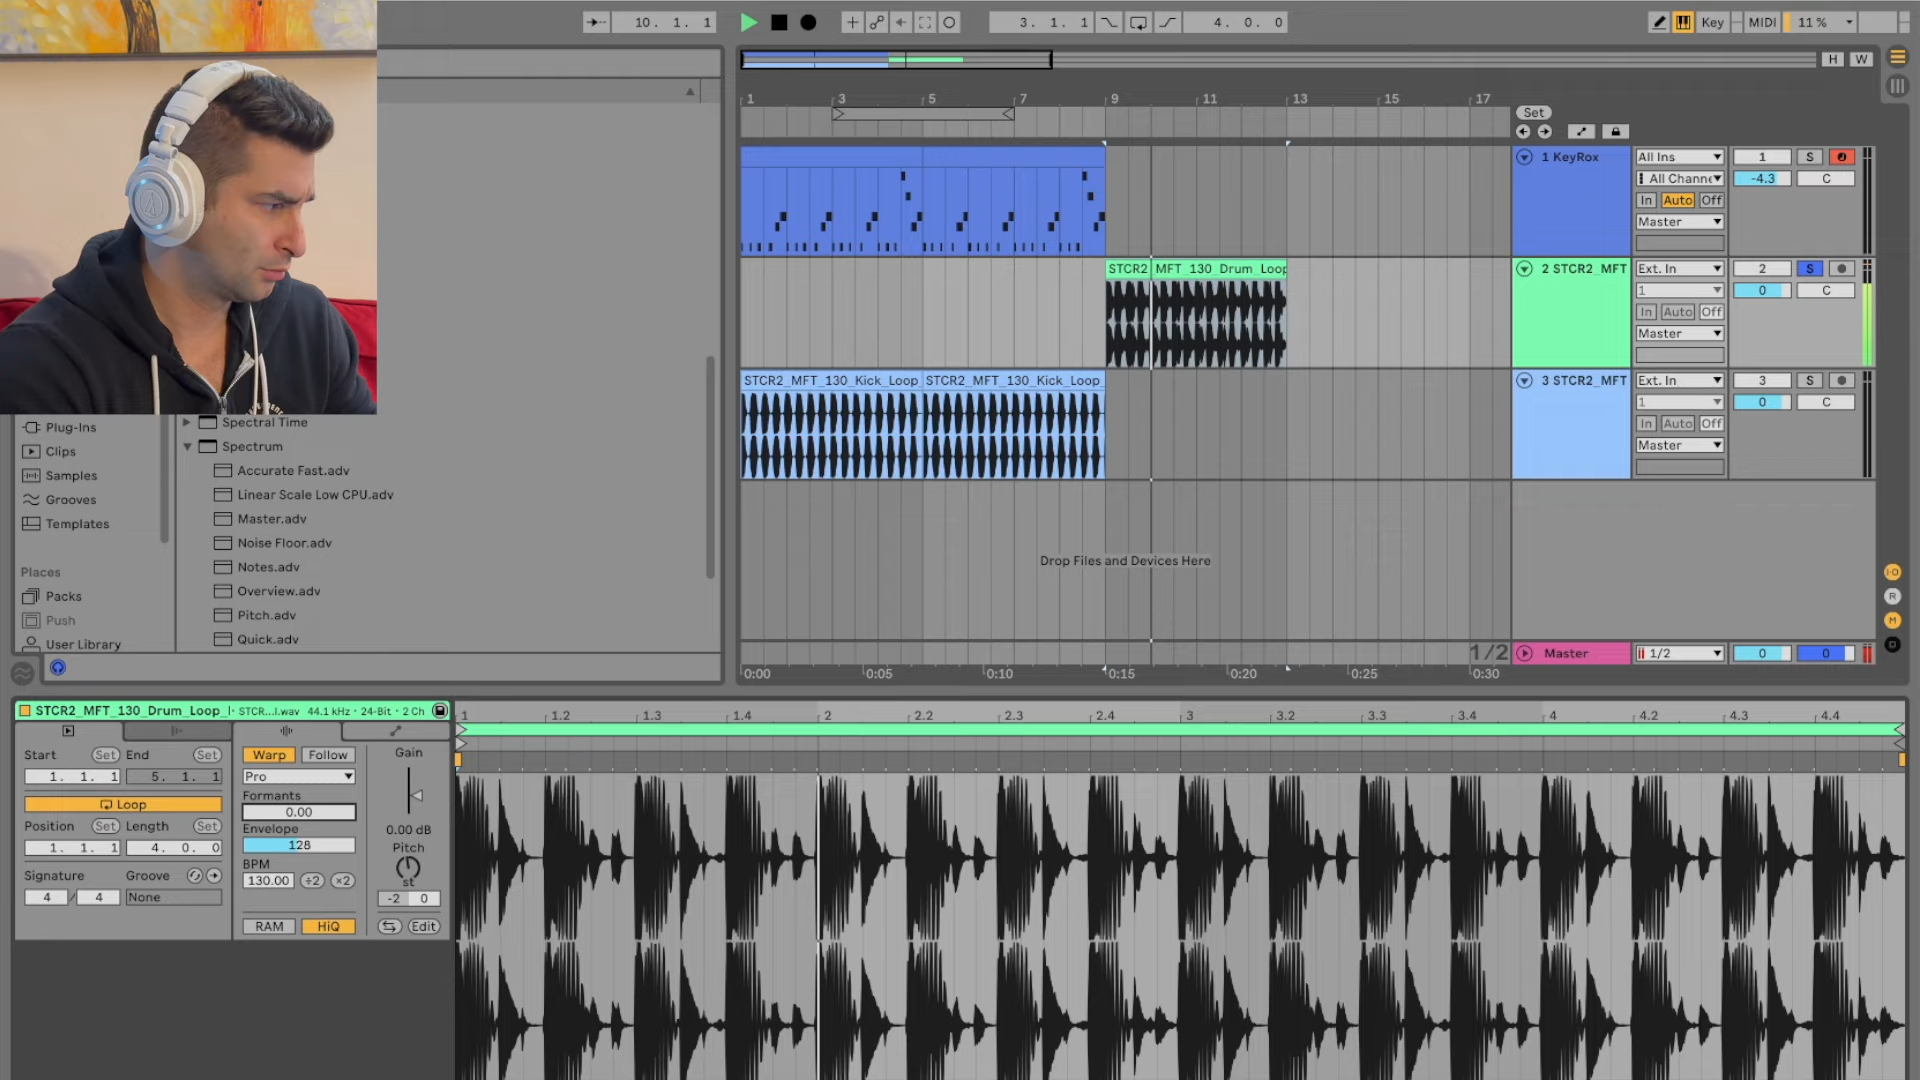 10. 1. 1
3. 1. 1
4. 0. 0
Key
MIDI
11 %
H
W
1
3
5
7
9
11
13
15
17
Set
1 KeyRox
All Ins
1
S
All Channe
-4.3
C
In
Auto
Off
Master
STCR2
MFT_130_Drum_Loop
2 STCR2_MFT
Ext. In
2
S
1
0
C
In
Auto
Off
Master
STCR2_MFT_130_Kick_Loop
STCR2_MFT_130_Kick_Loop
3 STCR2_MFT
Ext. In
3
S
1
0
C
In
Auto
Off
Master
Plug-Ins
Clips
Samples
Grooves
Templates
Places
Packs
Push
User Library
Spectral Time
Spectrum
Accurate Fast.adv
Linear Scale Low CPU.adv
Master.adv
Noise Floor.adv
Notes.adv
Overview.adv
Pitch.adv
Quick.adv
Drop Files and Devices Here
I·O
R
M
D
1/2
Master
1/2
0
0
0:00
0:05
0:10
0:15
0:20
0:25
0:30
STCR2_MFT_130_Drum_Loop_I
STCR...I.wav 44.1 kHz · 24-Bit · 2 Ch
Start
Set
End
Set
1. 1. 1
5. 1. 1
Loop
Position
Set
Length
Set
1. 1. 1
4. 0. 0
Signature
Groove
4 / 4
None
Warp
Follow
Pro
Formants
0.00
Envelope
128
BPM
130.00
÷2
×2
RAM
HiQ
Gain
0.00 dB
Pitch
st
-2
0
Edit
1
1.2
1.3
1.4
2
2.2
2.3
2.4
3
3.2
3.3
3.4
4
4.2
4.3
4.4